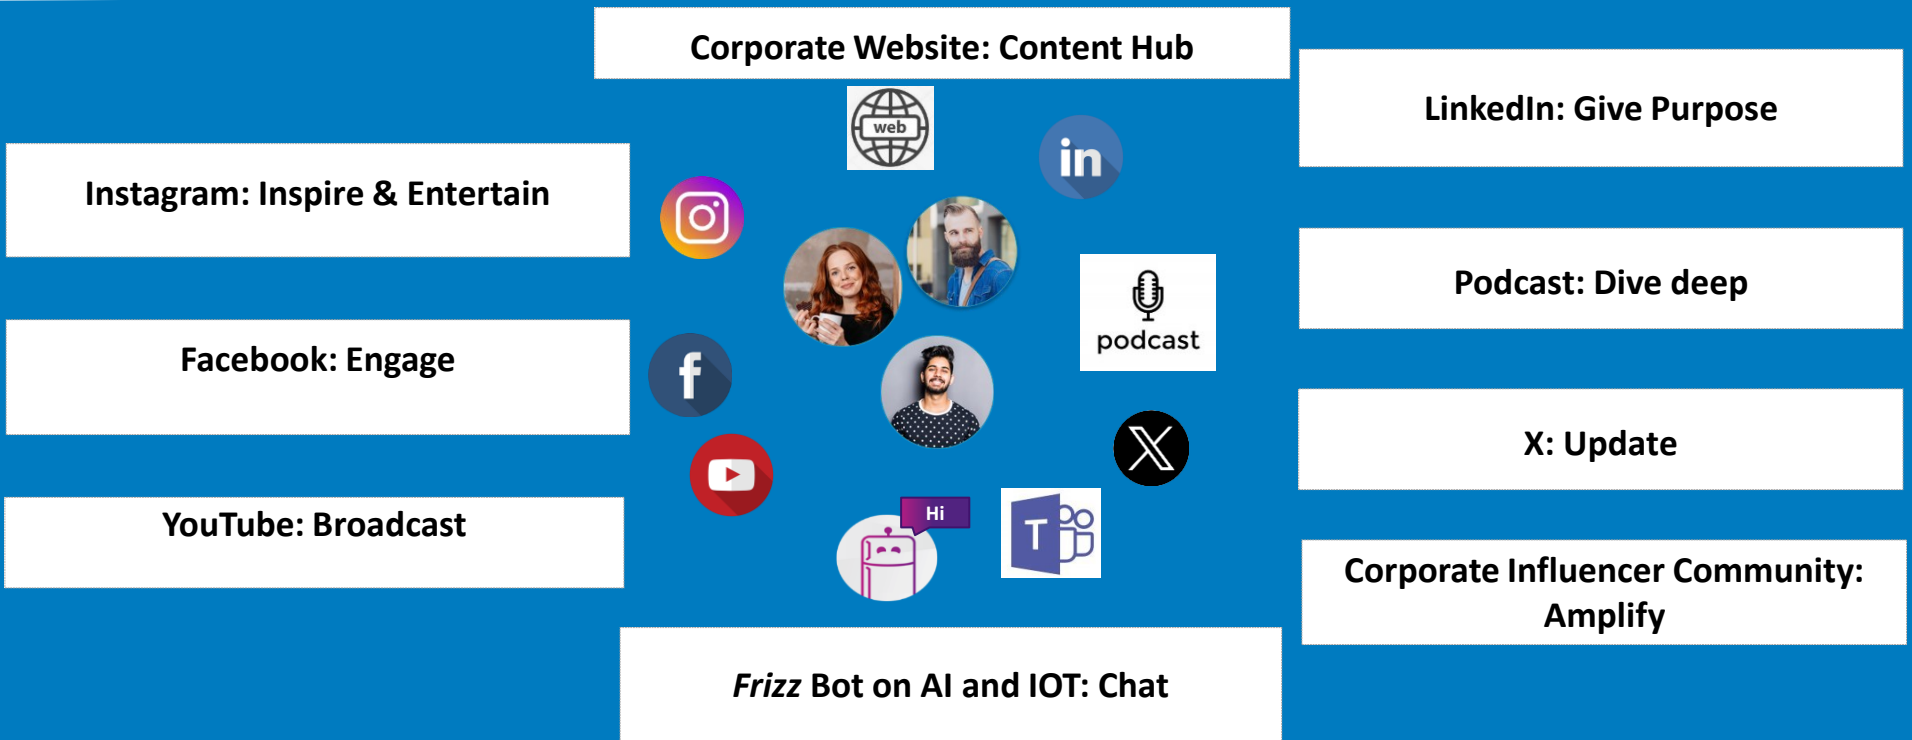 Corporate Website: Content Hub
LinkedIn: Give Purpose
web
in
Instagram: Inspire & Entertain
Podcast: Dive deep
podcast
Facebook: Engage
f
X: Update
X
YouTube: Broadcast
Hi
T
Corporate Influencer Community:
Amplify
Frizz Bot on AI and IOT: Chat